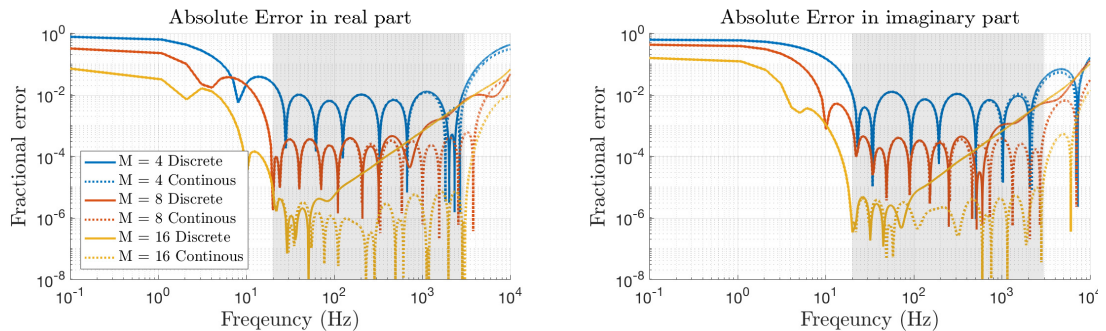 Absolute Error in real part
Fractional error
10^0
10^-2
10^-4
10^-6
10^-8
M = 4 Discrete
M = 4 Continous
M = 8 Discrete
M = 8 Continous
M = 16 Discrete
M = 16 Continous
10^-1 10^0 10^1 10^2 10^3 10^4
Freqeuncy (Hz)
Absolute Error in imaginary part
Fractional error
10^0
10^-2
10^-4
10^-6
10^-8
10^-1 10^0 10^1 10^2 10^3 10^4
Freqeuncy (Hz)